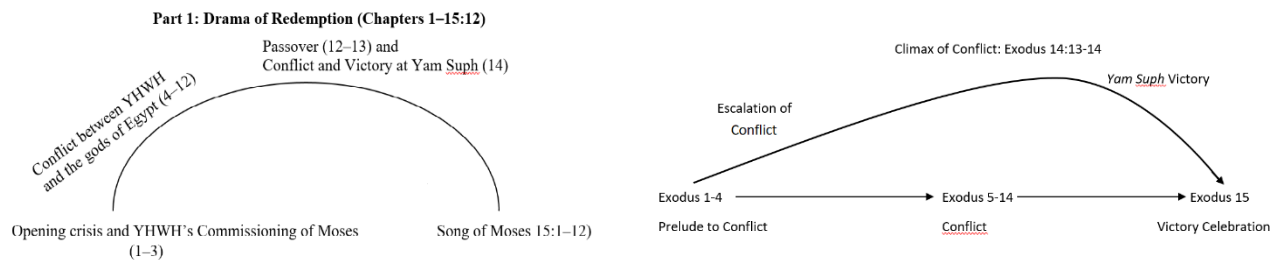 Part 1: Drama of Redemption (Chapters 1–15:12)
Passover (12–13) and
Conflict and Victory at Yam Suph (14)
Conflict between YHWH
and the gods of Egypt (4–12)
Opening crisis and YHWH’s Commissioning of Moses
(1–3)
Song of Moses 15:1–12)
Climax of Conflict: Exodus 14:13-14
Yam Suph Victory
Escalation of
Conflict
Exodus 1-4
Exodus 5-14
Exodus 15
Prelude to Conflict
Conflict
Victory Celebration